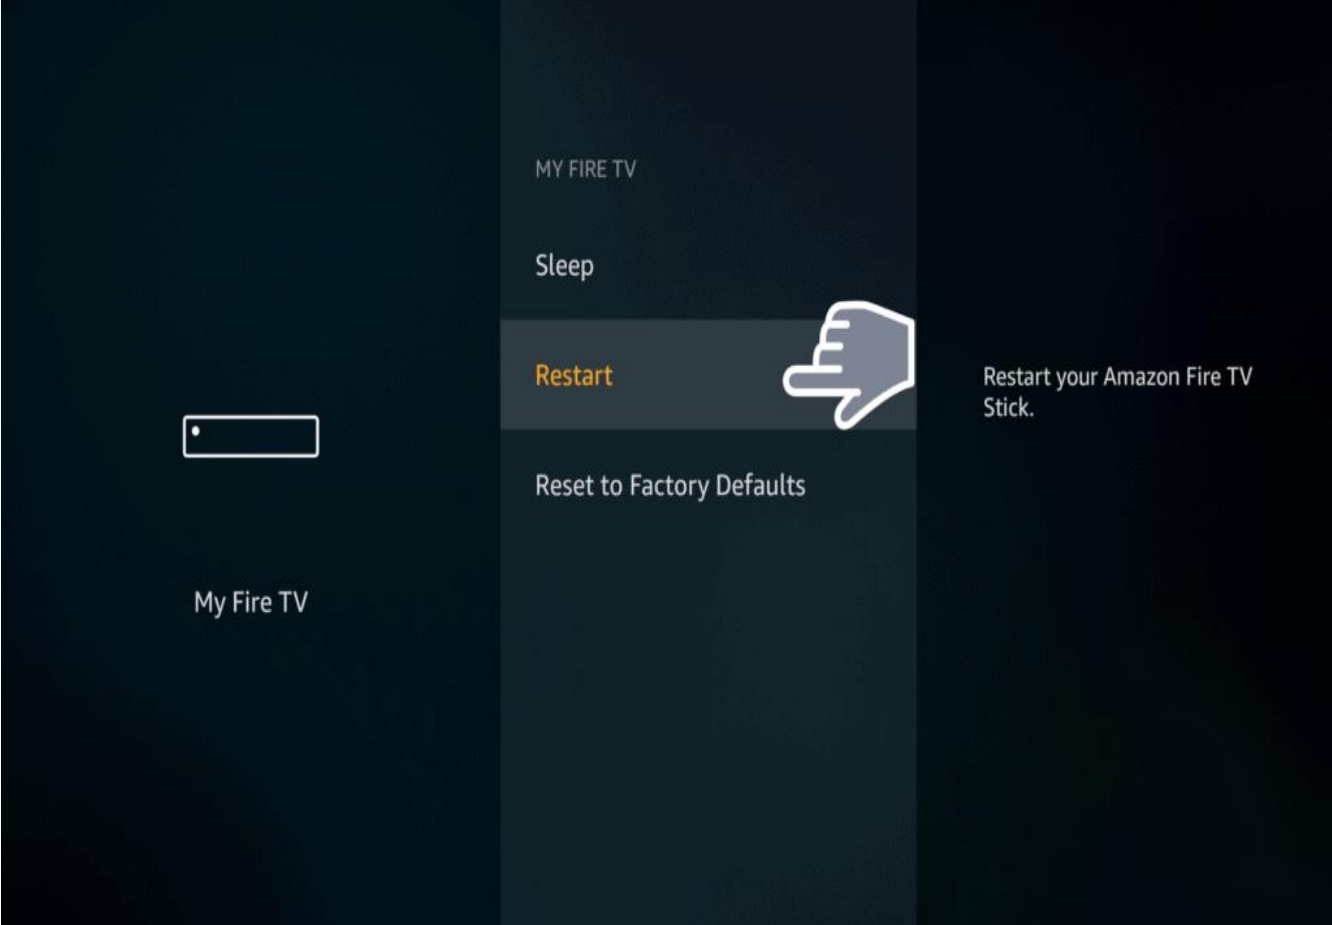 MY FIRE TV
Sleep
Restart
Reset to Factory Defaults
My Fire TV
Restart your Amazon Fire TV
Stick.